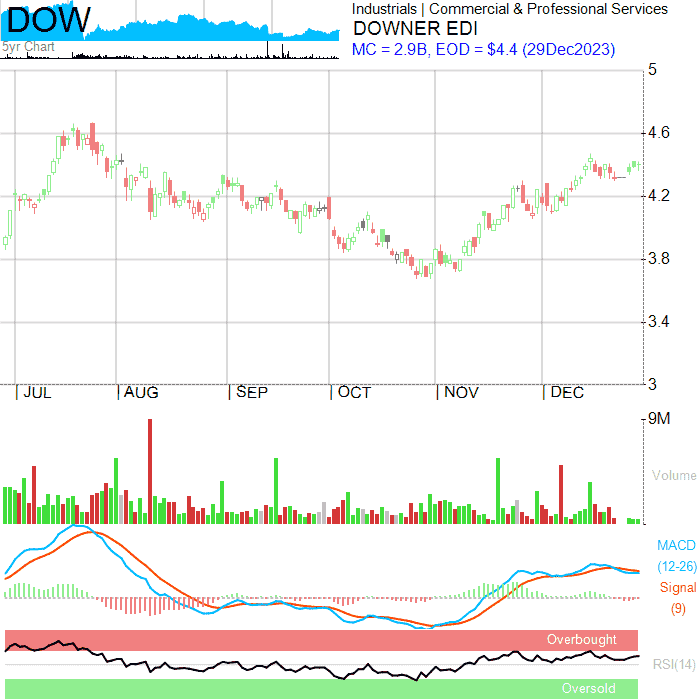 DOW
5yr Chart
Industrials | Commercial & Professional Services
DOWNER EDI
MC = 2.9B, EOD = $4.4 (29Dec2023)
5
4.6
4.2
3.8
3.4
3
| JUL | AUG | SEP | OCT | NOV | DEC
9M
Volume
MACD
(12-26)
Signal
(9)
Overbought
RSI(14)
Oversold